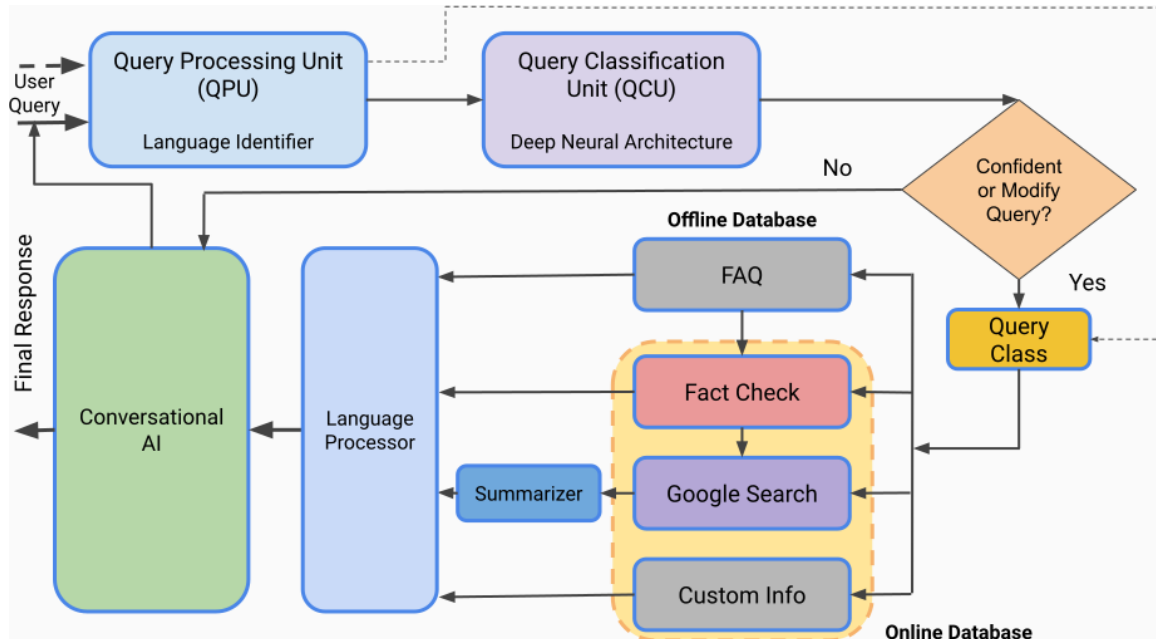 Query Processing Unit
(QPU)
Language Identifier
Query Classification
Unit (QCU)
Deep Neural Architecture
User
Query
Confident
or Modify
Query?
No
Yes
Query
Class
Offline Database
FAQ
Fact Check
Google Search
Custom Info
Online Database
Summarizer
Language
Processor
Conversational
AI
Final Response